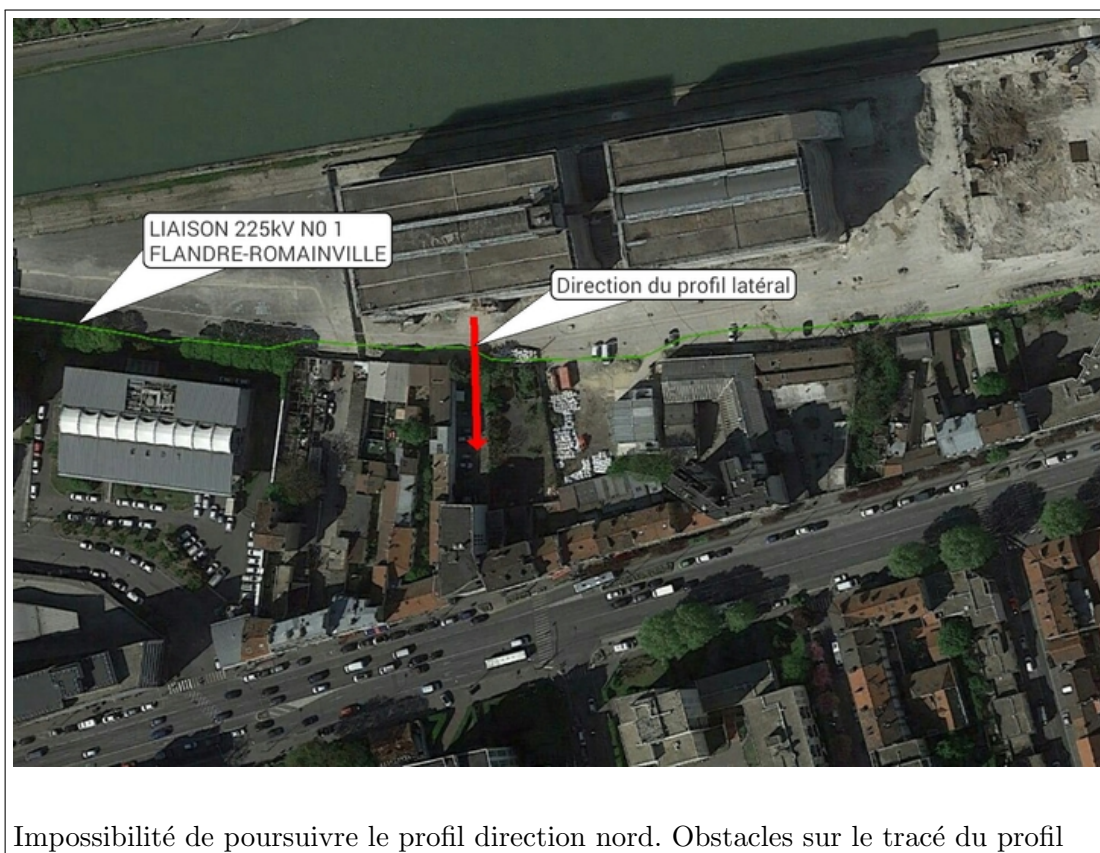 LIAISON 225kV N0 1
FLANDRE-ROMAINVILLE
Direction du profil latéral
Impossibilité de poursuivre le profil direction nord. Obstacles sur le tracé du profil